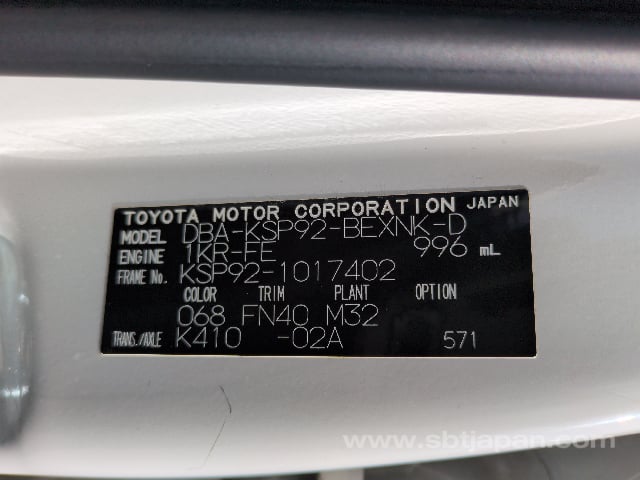 TOYOTA MOTOR CORPORATION JAPAN
MODEL DBA-KSP92-BEXNK-D
ENGINE 1KR-FE 996 mL
FRAME No. KSP92-1017402
COLOR TRIM PLANT OPTION
068 FN40 M32
TRANS./AXLE K410 -02A 571
www.sbtjapan.com